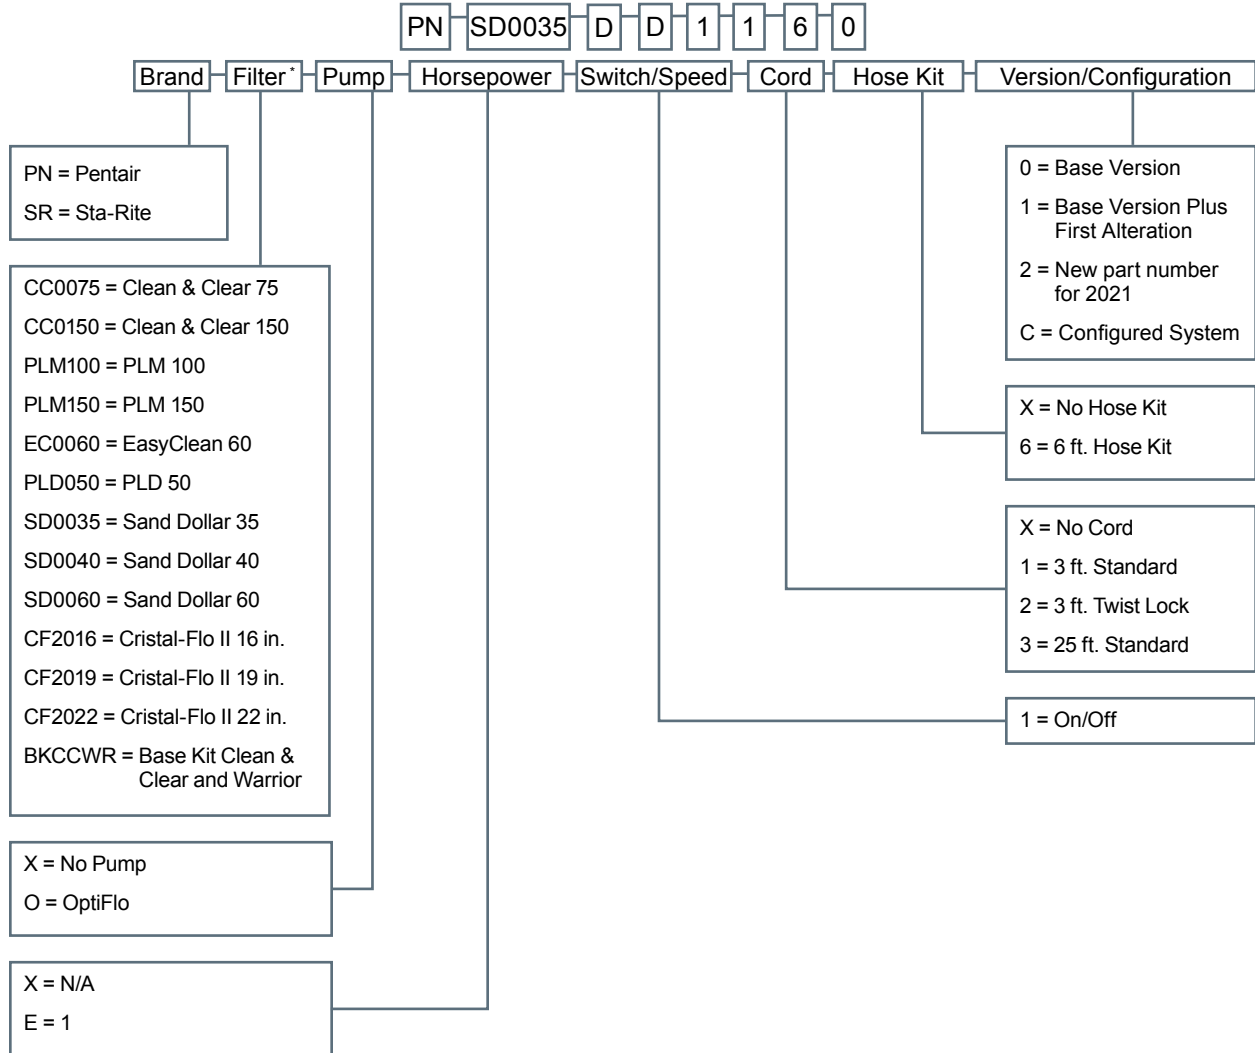 PN SD0035 D D 1 1 6 0
Brand Filter* Pump Horsepower Switch/Speed Cord Hose Kit Version/Configuration
PN = Pentair
SR = Sta-Rite
CC0075 = Clean & Clear 75
CC0150 = Clean & Clear 150
PLM100 = PLM 100
PLM150 = PLM 150
EC0060 = EasyClean 60
PLD050 = PLD 50
SD0035 = Sand Dollar 35
SD0040 = Sand Dollar 40
SD0060 = Sand Dollar 60
CF2016 = Cristal-Flo II 16 in.
CF2019 = Cristal-Flo II 19 in.
CF2022 = Cristal-Flo II 22 in.
BKCCWR = Base Kit Clean &
Clear and Warrior
X = No Pump
O = OptiFlo
X = N/A
E = 1
0 = Base Version
1 = Base Version Plus
First Alteration
2 = New part number
for 2021
C = Configured System
X = No Hose Kit
6 = 6 ft. Hose Kit
X = No Cord
1 = 3 ft. Standard
2 = 3 ft. Twist Lock
3 = 25 ft. Standard
1 = On/Off